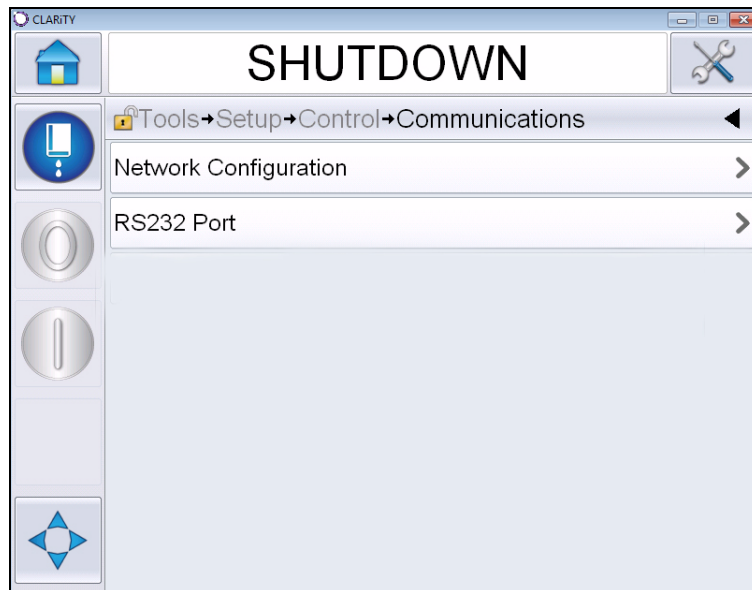 CLARiTY
SHUTDOWN
Tools→Setup→Control→Communications
Network Configuration
RS232 Port